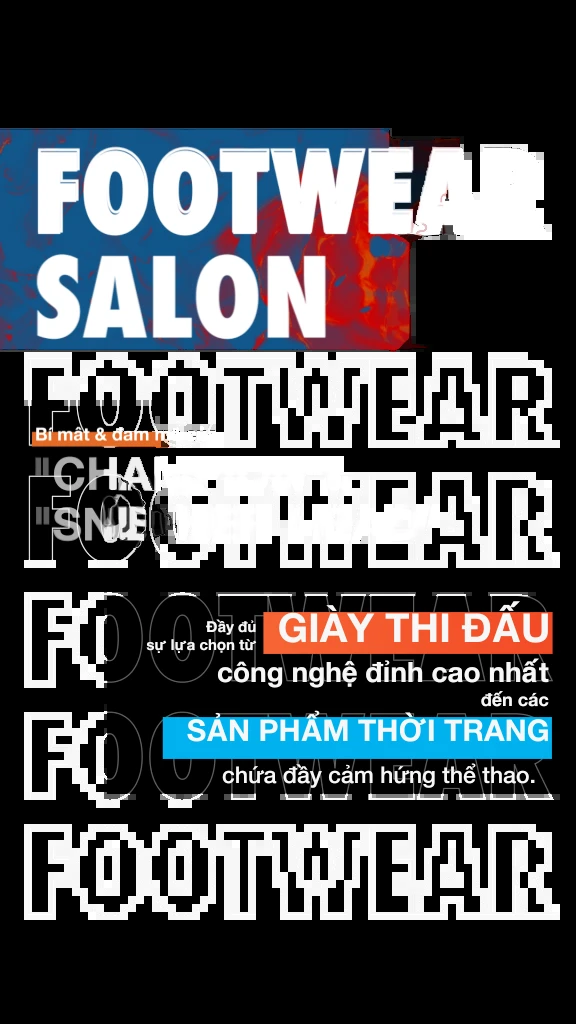 FOOTWEAR
SALON
FOOTWEAR
Bí mật & đam
FOOTWEAR
FOOTWEAR
Đầy đủ
sự lựa chọn từ
GIÀY THI ĐẤU
công nghệ đỉnh cao nhất
đến các
FOOTWEAR
SẢN PHẨM THỜI TRANG
chứa đầy cảm hứng thể thao.
FOOTWEAR